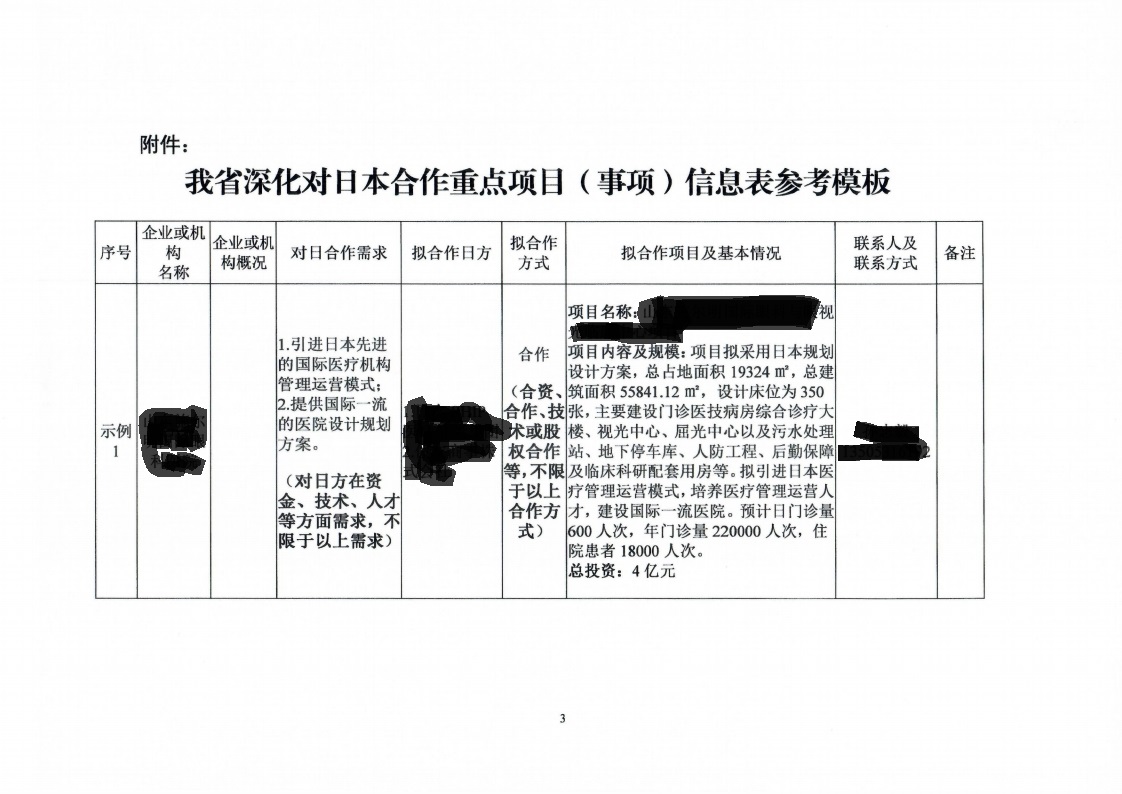 附件：
我省深化对日本合作重点项目（事项）信息表参考模板
序号
企业或机
构
名称
企业或机
构概况
对日合作需求
拟合作日方
拟合作
方式
拟合作项目及基本情况
联系人及
联系方式
备注
示例
1
1.引进日本先进
的国际医疗机构
管理运营模式；
2.提供国际一流
的医院设计规划
方案。
（对日方在资
金、技术、人才
等方面需求，不
限于以上需求）
合作
（合资、
合作、技
术或股
权合作
等，不限
于以上
合作方
式）
项目名称：
视
项目内容及规模：项目拟采用日本规划
设计方案，总占地面积 19324 ㎡，总建
筑面积 55841.12 ㎡，设计床位为 350
张，主要建设门诊医技病房综合诊疗大
楼、视光中心、屈光中心以及污水处理
站、地下停车库、人防工程、后勤保障
及临床科研配套用房等。拟引进日本医
疗管理运营模式，培养医疗管理运营人
才，建设国际一流医院。预计日门诊量
600 人次，年门诊量 220000 人次，住
院患者 18000 人次。
总投资：4 亿元
3